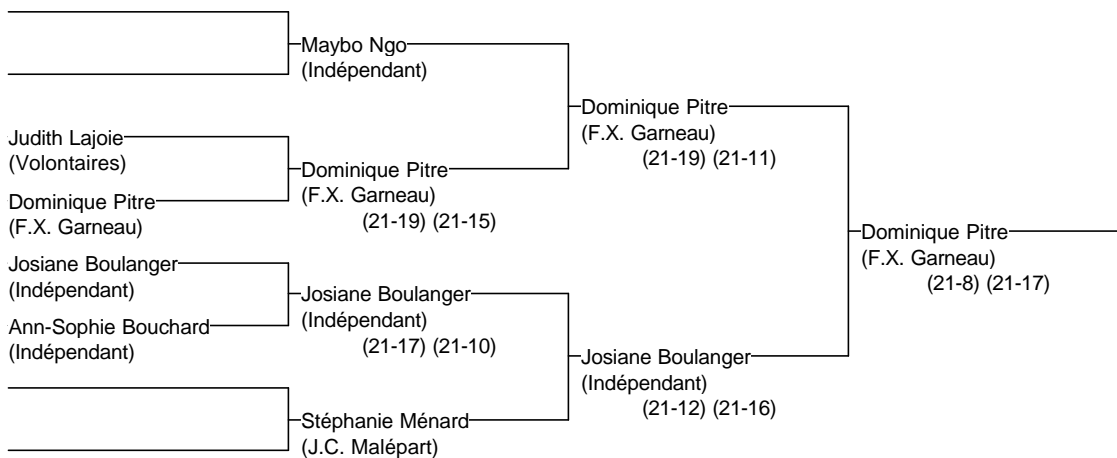 Judith Lajoie
(Volontaires)
Dominique Pitre
(F.X. Garneau)
Josiane Boulanger
(Indépendant)
Ann-Sophie Bouchard
(Indépendant)
Maybo Ngo
(Indépendant)
Dominique Pitre
(F.X. Garneau)
(21-19) (21-15)
Josiane Boulanger
(Indépendant)
(21-17) (21-10)
Stéphanie Ménard
(J.C. Malépart)
Dominique Pitre
(F.X. Garneau)
(21-19) (21-11)
Josiane Boulanger
(Indépendant)
(21-12) (21-16)
Dominique Pitre
(F.X. Garneau)
(21-8) (21-17)